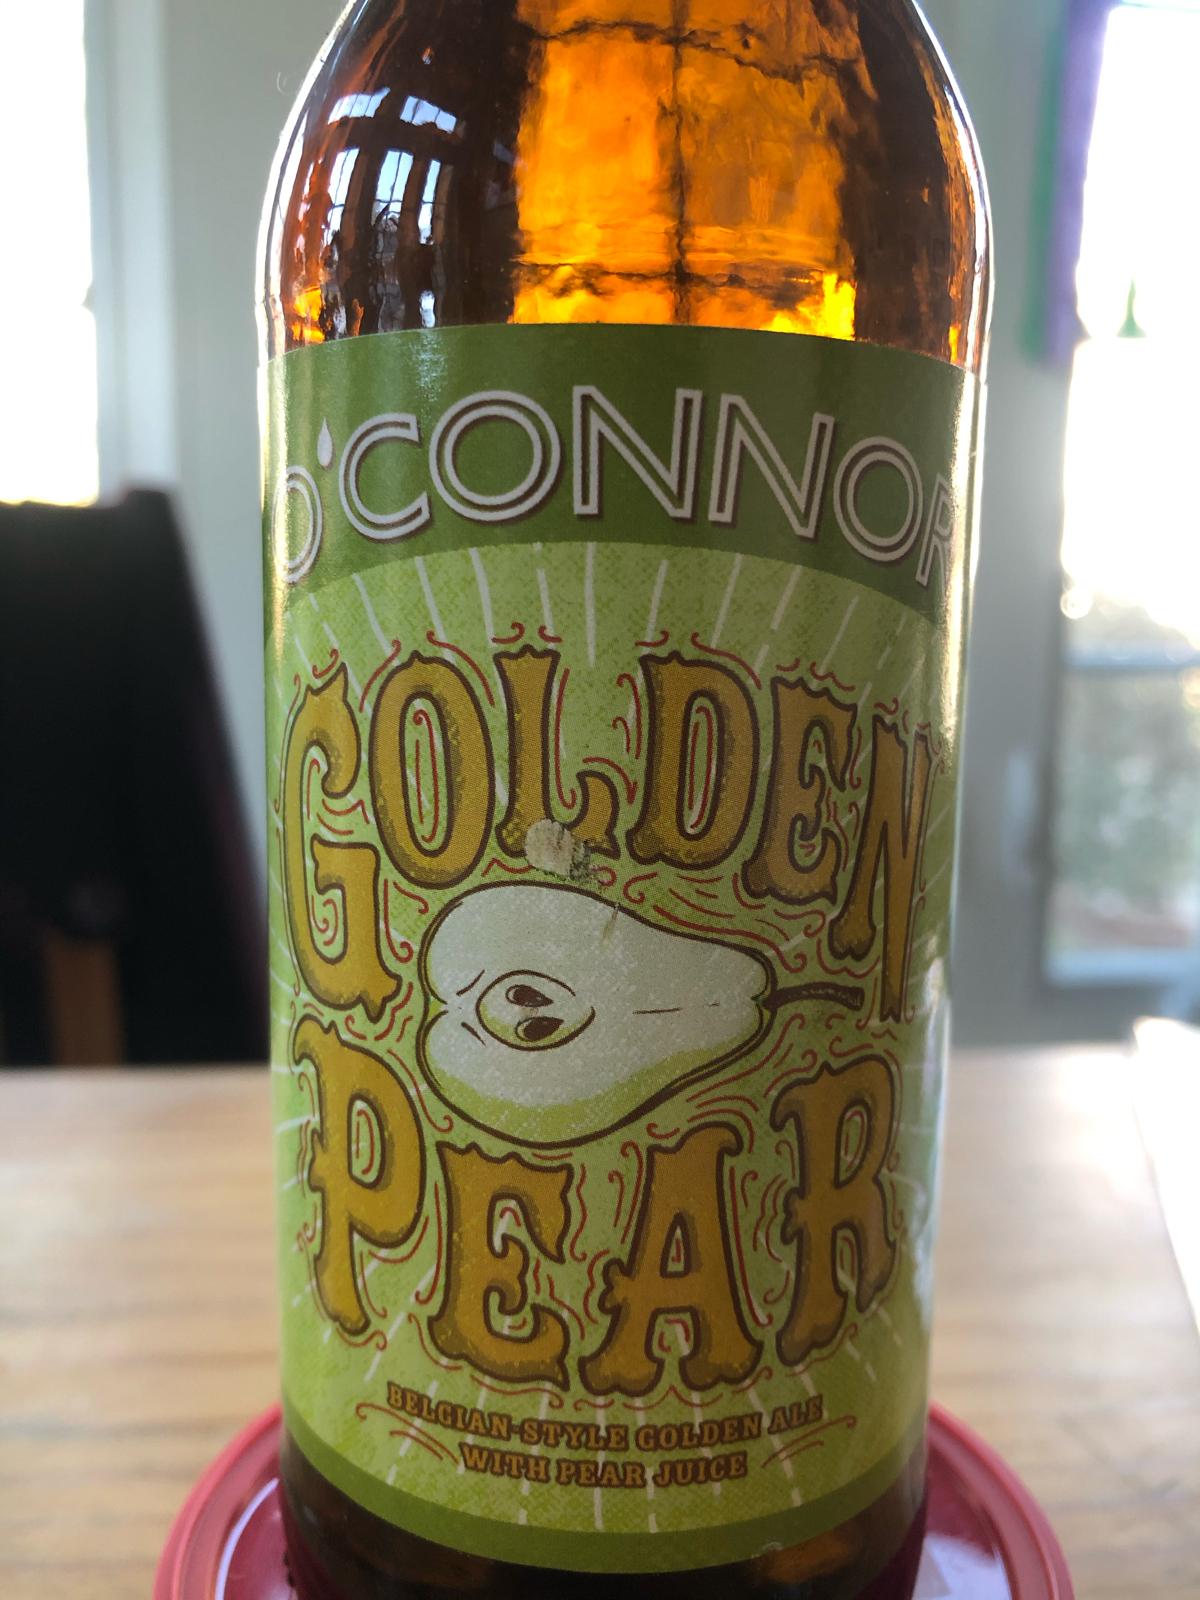 O'CONNOR
GOLDEN
PEAR
BELGIAN-STYLE GOLDEN ALE
WITH PEAR JUICE